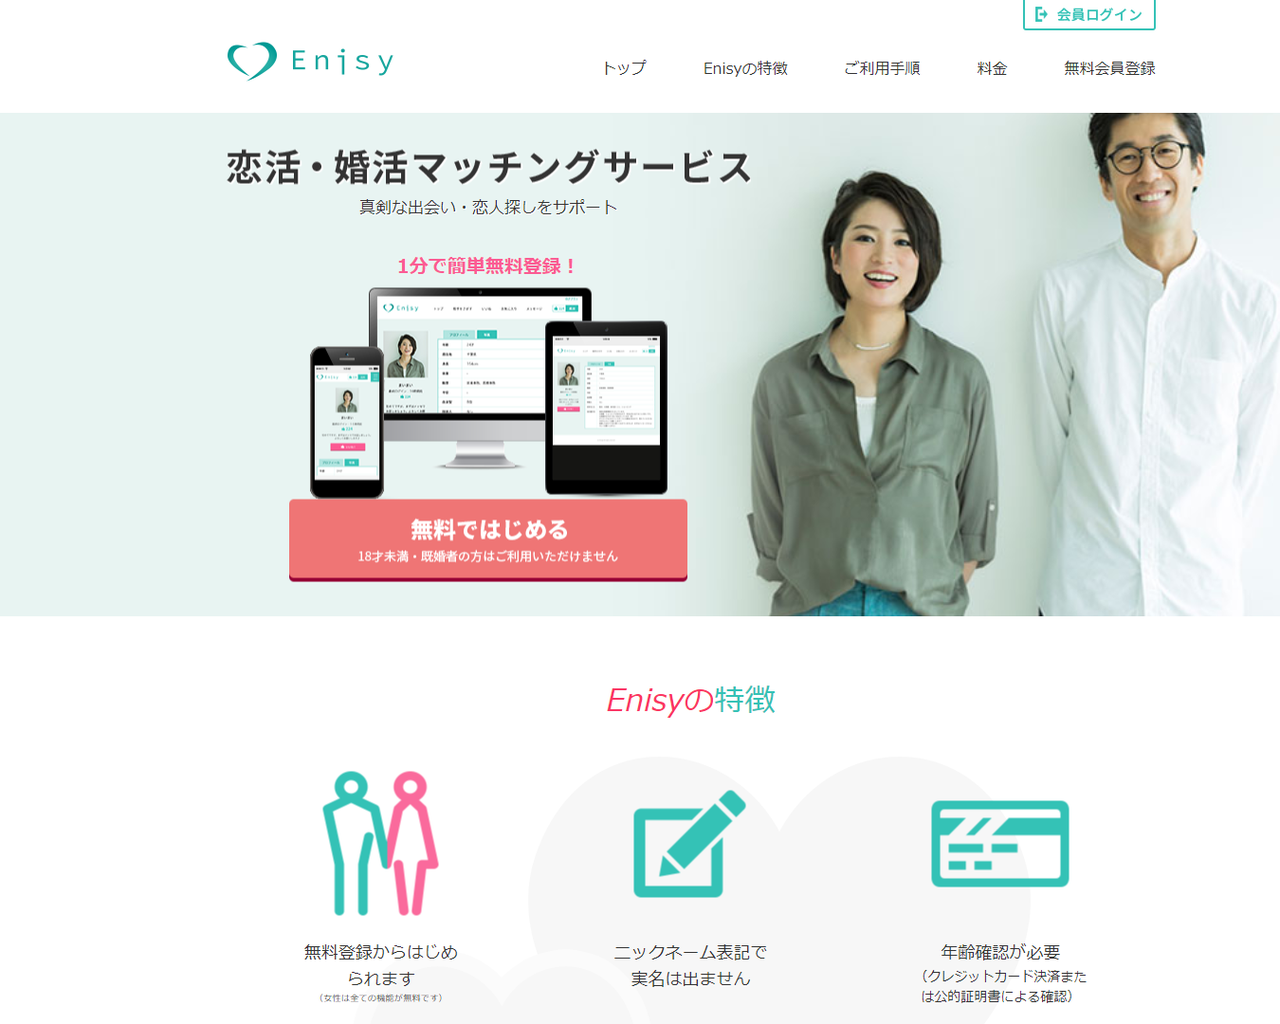 会員ログイン
Enisy
トップ
Enisyの特徴
ご利用手順
料金
無料会員登録
恋活・婚活マッチングサービス
真剣な出会い・恋人探しをサポート
1分で簡単無料登録！
Enisy
Enisy
Enisy
無料ではじめる
18才未満・既婚者の方はご利用いただけません
Enisyの特徴
無料登録からはじめ
られます
（女性は全ての機能が無料です）
ニックネーム表記で
実名は出ません
年齢確認が必要
（クレジットカード決済また
は公的証明書による確認）